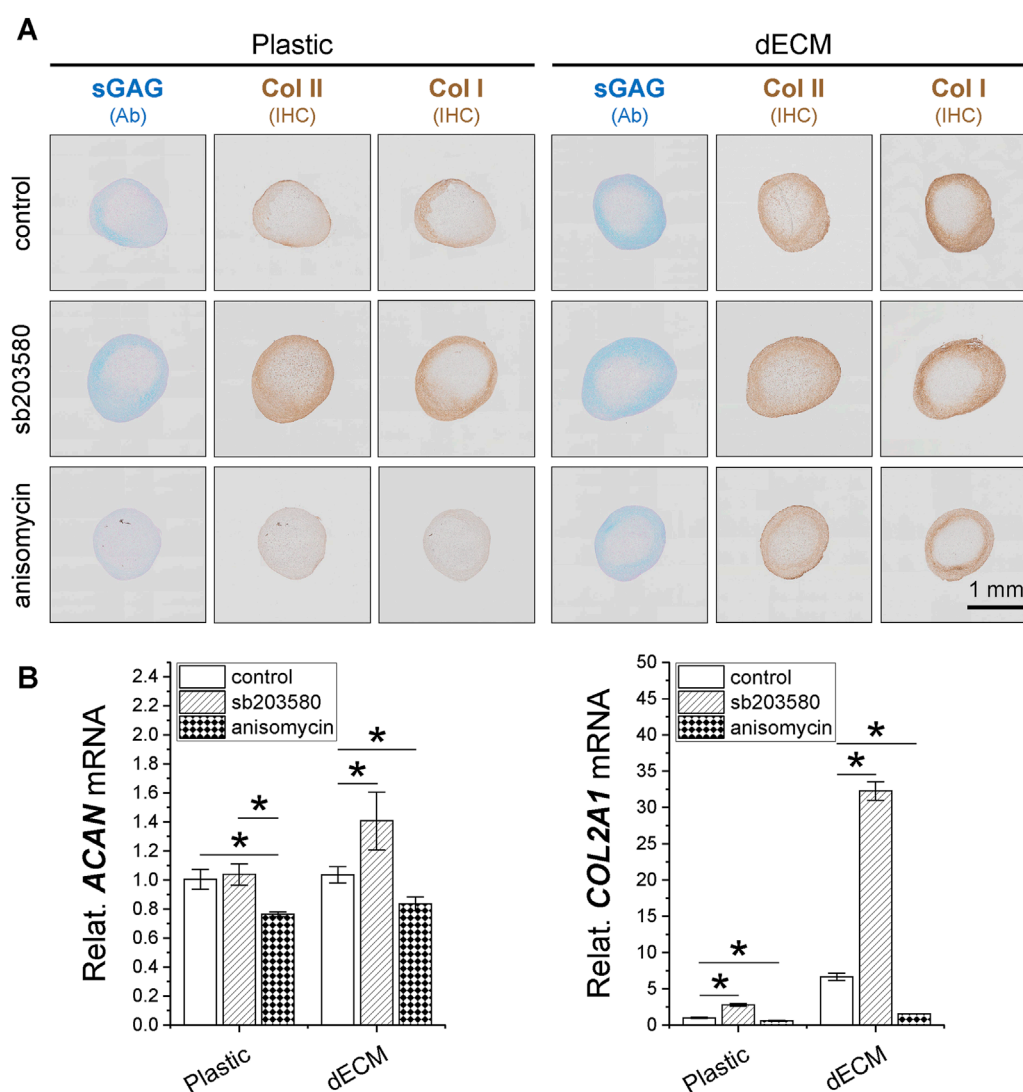 A
Plastic dECM
sGAG Col II Col I sGAG Col II Col I
(Ab) (IHC) (IHC) (Ab) (IHC) (IHC)
control
sb203580
anisomycin
1 mm
B
Relat. ACAN mRNA
2.4
2.2
2.0
1.8
1.6
1.4
1.2
1.0
0.8
0.6
0.4
0.2
0.0
control
sb203580
anisomycin
*
*
*
*
Plastic
dECM
Relat. COL2A1 mRNA
50
45
40
35
30
25
20
15
10
5
0
control
sb203580
anisomycin
*
*
*
*
Plastic
dECM